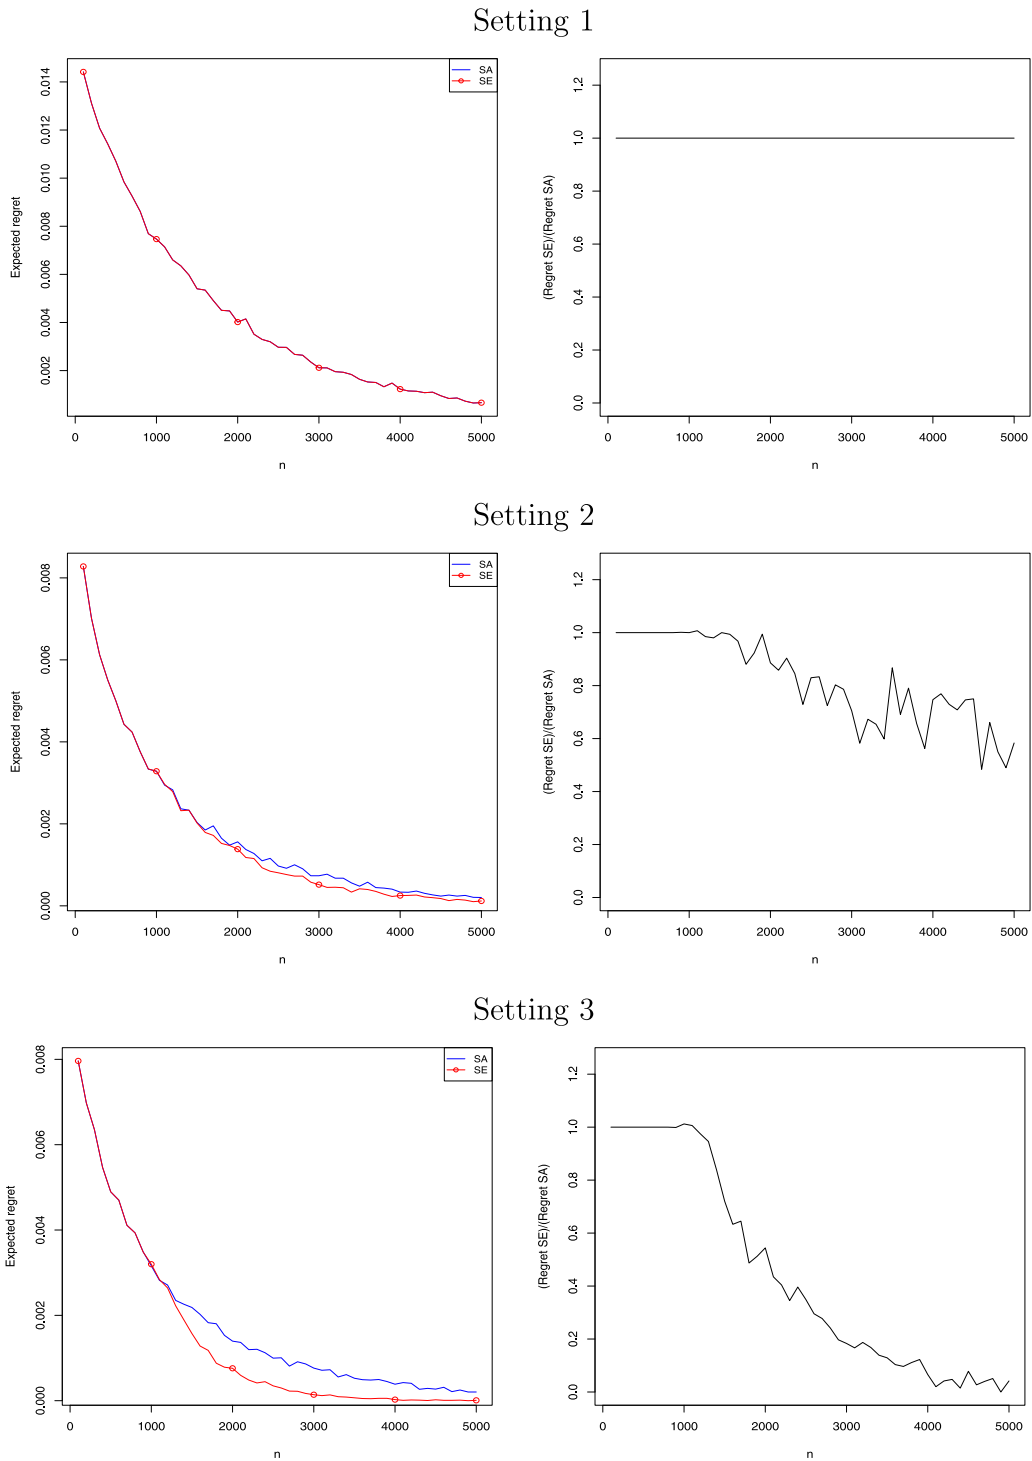 Setting 1
0.014
0.012
0.010
0.008
0.006
0.004
0.002
Expected regret
SA
SE
0 1000 2000 3000 4000 5000
n
1.2
1.0
0.8
0.6
0.4
0.2
0.0
(Regret SE)/(Regret SA)
0 1000 2000 3000 4000 5000
n
Setting 2
0.008
0.006
0.004
0.002
0.000
Expected regret
SA
SE
0 1000 2000 3000 4000 5000
n
1.2
1.0
0.8
0.6
0.4
0.2
0.0
(Regret SE)/(Regret SA)
0 1000 2000 3000 4000 5000
n
Setting 3
0.008
0.006
0.004
0.002
0.000
Expected regret
SA
SE
0 1000 2000 3000 4000 5000
n
1.2
1.0
0.8
0.6
0.4
0.2
0.0
(Regret SE)/(Regret SA)
0 1000 2000 3000 4000 5000
n